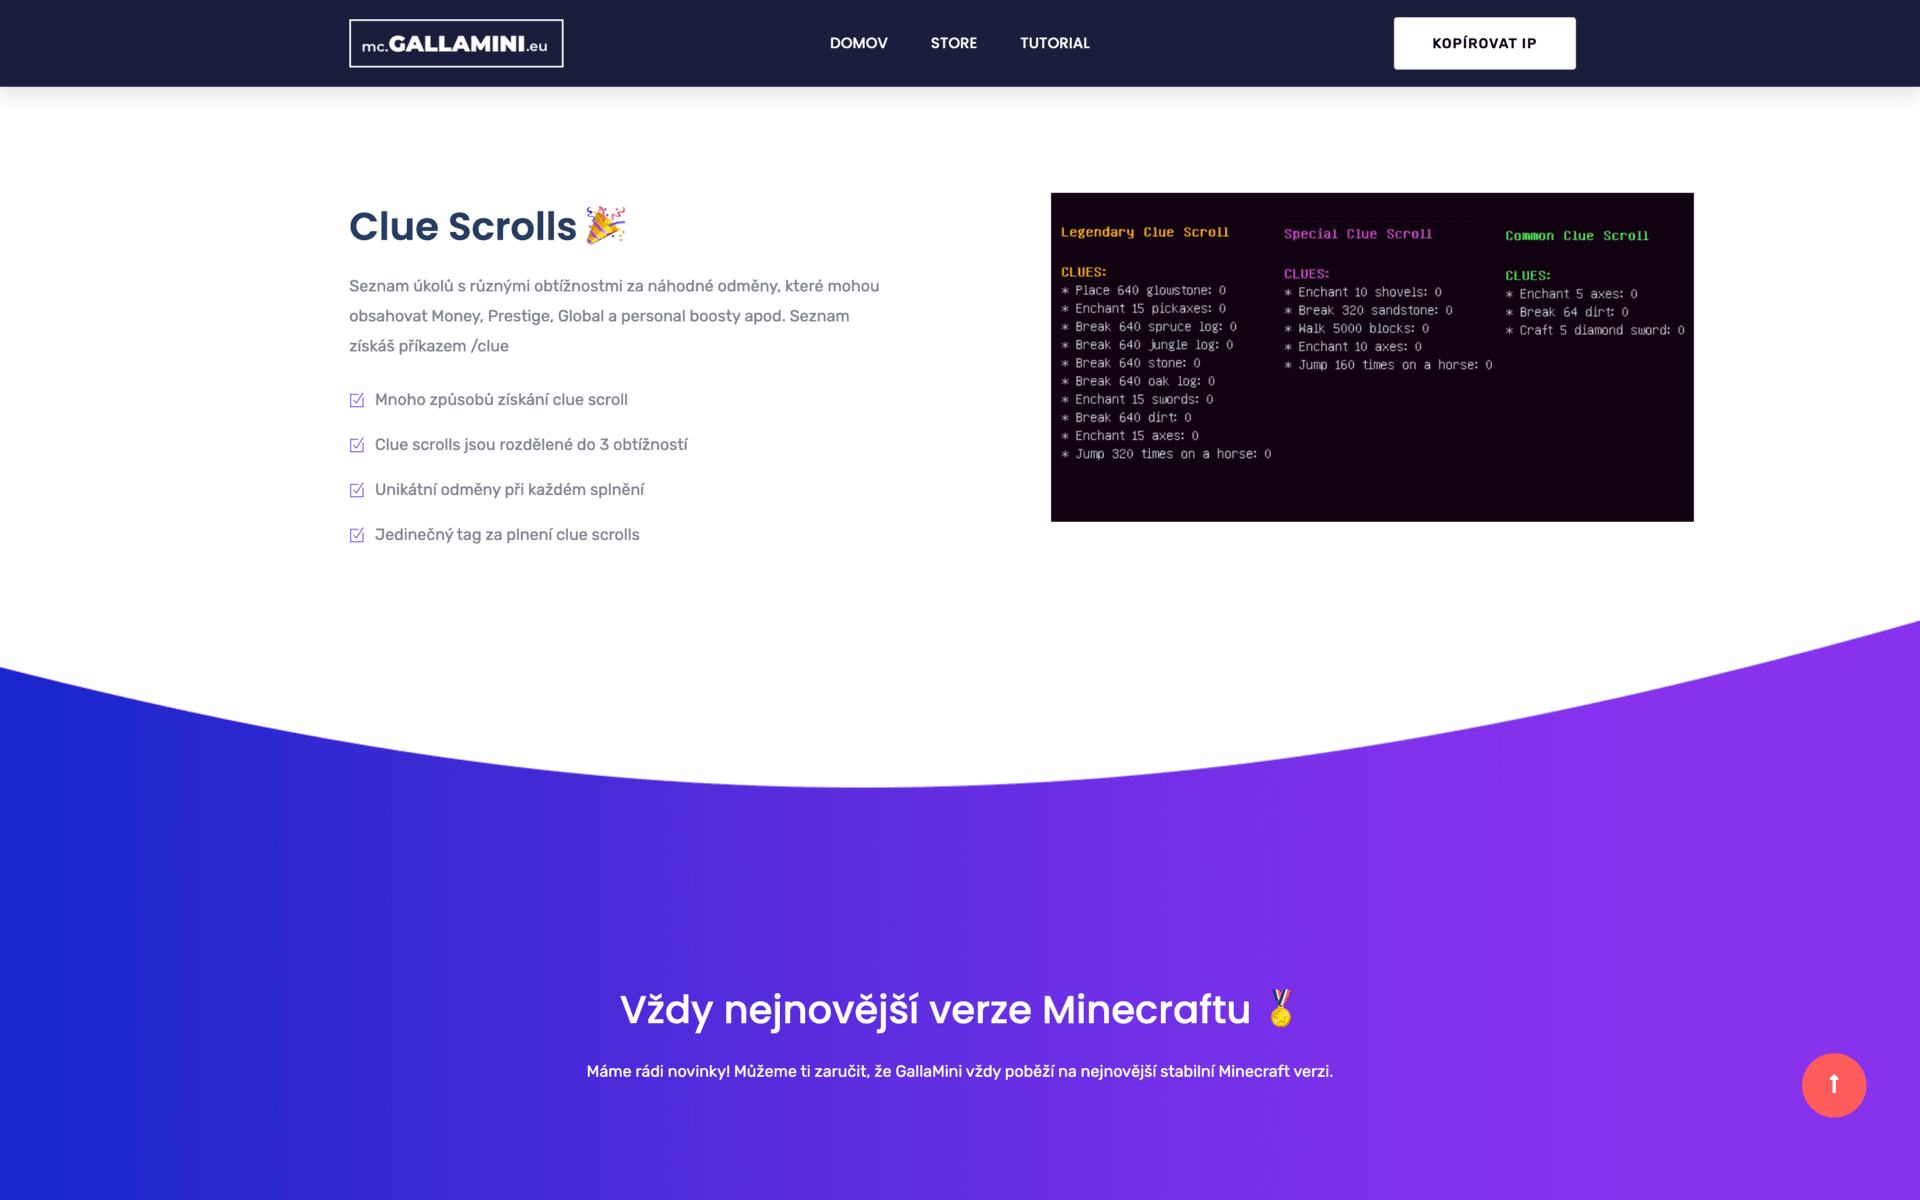 mc.GALLAMINI.eu
DOMOV
STORE
TUTORIAL
KOPÍROVAT IP
Clue Scrolls
Seznam úkolů s různými obtížnostmi za náhodné odměny, které mohou
obsahovat Money, Prestige, Global a personal boosty apod. Seznam
získáš příkazem /clue
Mnoho způsobů získání clue scroll
Clue scrolls jsou rozdělené do 3 obtížností
Unikátní odměny při každém splnění
Jedinečný tag za plnení clue scrolls
Legendary Clue Scroll
CLUES:
* Place 640 glowstone: 0
* Enchant 15 pickaxes: 0
* Break 640 spruce log: 0
* Break 640 jungle log: 0
* Break 640 stone: 0
* Break 640 oak log: 0
* Enchant 15 swords: 0
* Break 640 dirt: 0
* Enchant 15 axes: 0
* Jump 320 times on a horse: 0
Special Clue Scroll
CLUES:
* Enchant 10 shovels: 0
* Break 320 sandstone: 0
* Walk 5000 blocks: 0
* Enchant 10 axes: 0
* Jump 160 times on a horse: 0
Common Clue Scroll
CLUES:
* Enchant 5 axes: 0
* Break 64 dirt: 0
* Craft 5 diamond sword: 0
Vždy nejnovější verze Minecraftu
Máme rádi novinky! Můžeme ti zaručit, že GallaMini vždy poběží na nejnovější stabilní Minecraft verzi.